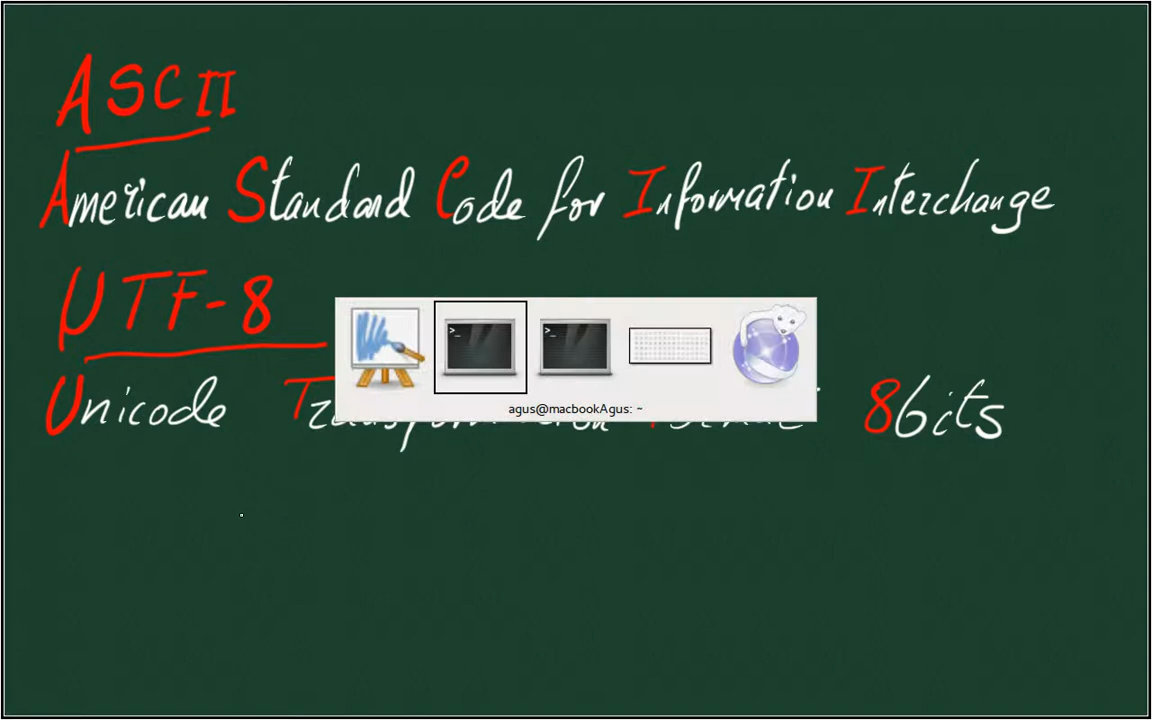 ASCII
American Standard Code for Information Interchange
UTF-8
agus@macbookAgus: ~
Unicode 8bits